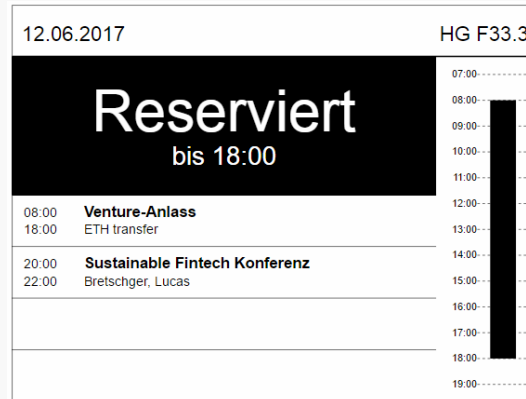 12.06.2017
HG F33.3
Reserviert
bis 18:00
08:00 Venture-Anlass
18:00 ETH transfer
20:00 Sustainable Fintech Konferenz
22:00 Bretschger, Lucas
07:00
08:00
09:00
10:00
11:00
12:00
13:00
14:00
15:00
16:00
17:00
18:00
19:00